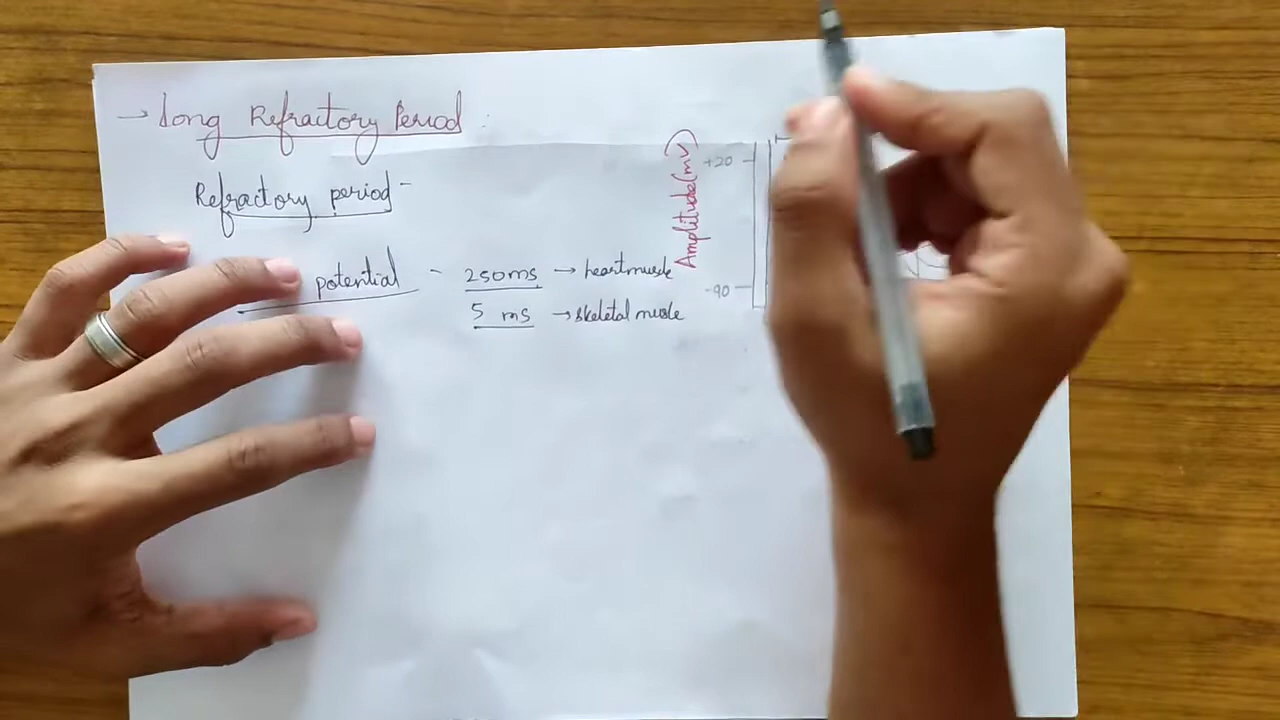 → Long Refractory Period :
Refractory period -
potential - 250ms → heart muscle
5 ms → skeletal muscle
Amplitude (mv)
+20
-90